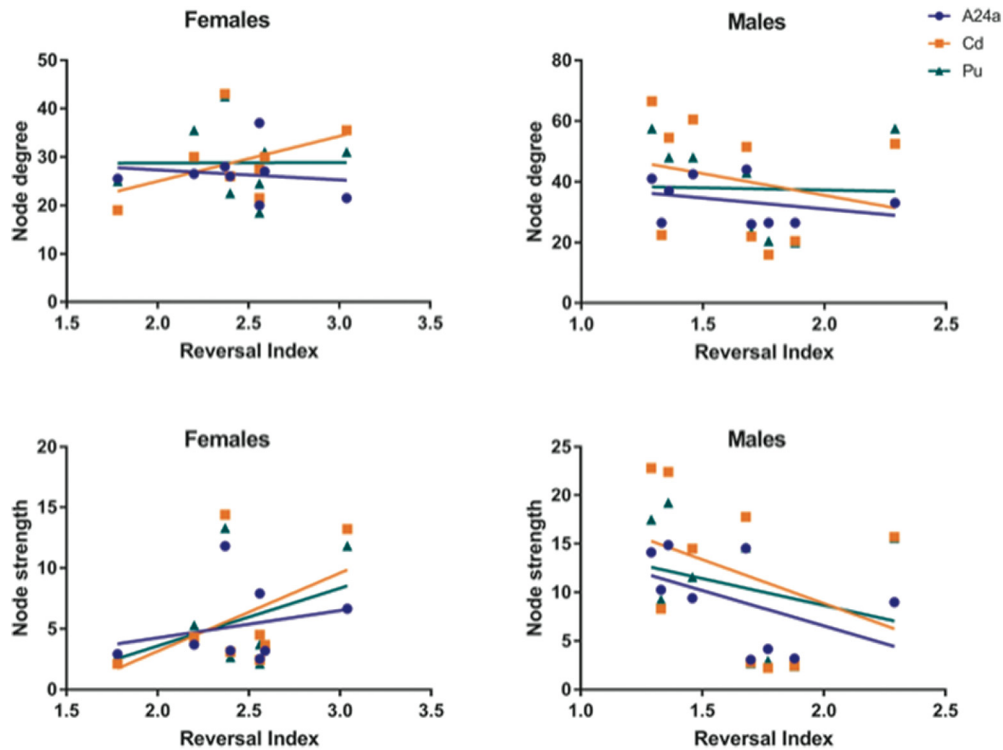 Females
Node degree
50
40
30
20
10
0
1.5 2.0 2.5 3.0 3.5
Reversal Index
Males
Node degree
80
60
40
20
0
1.0 1.5 2.0 2.5
Reversal Index
A24a
Cd
Pu
Females
Node strength
20
15
10
5
0
1.5 2.0 2.5 3.0 3.5
Reversal Index
Males
Node strength
25
20
15
10
5
0
1.0 1.5 2.0 2.5
Reversal Index